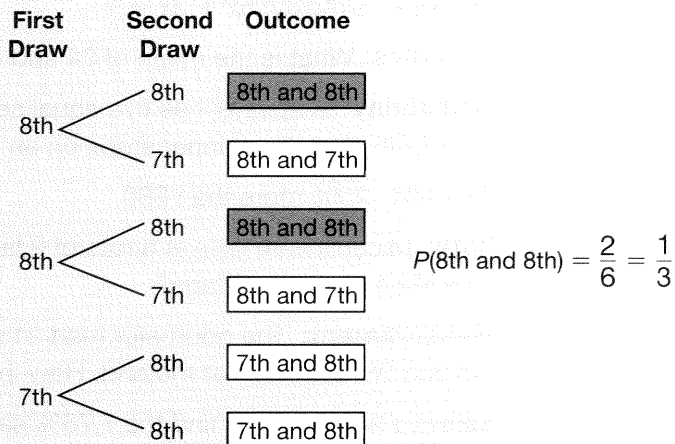 First Draw Second Draw Outcome
8th
8th 8th and 8th
7th 8th and 7th
8th
8th 8th and 8th
7th 8th and 7th
P(8th and 8th) = 2/6 = 1/3
7th
8th 7th and 8th
8th 7th and 8th